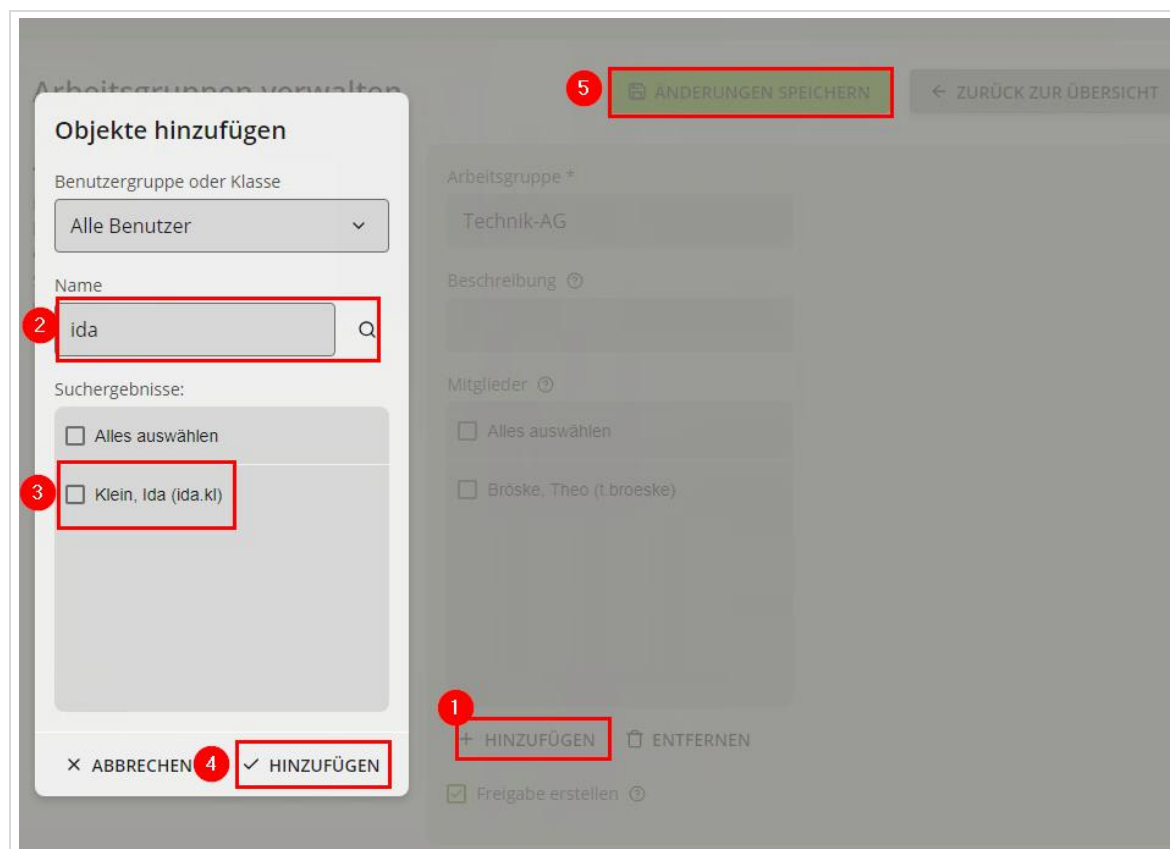 Arbeitsgruppen verwalten
5
ÄNDERUNGEN SPEICHERN
ZURÜCK ZUR ÜBERSICHT
Objekte hinzufügen
Benutzergruppe oder Klasse
Alle Benutzer
Name
2
ida
Suchergebnisse:
Alles auswählen
3
Klein, Ida (ida.kl)
ABBRECHEN
4
HINZUFÜGEN
Arbeitsgruppe *
Technik-AG
Beschreibung
Mitglieder
Alles auswählen
Bröske, Theo (t.broeske)
1
+ HINZUFÜGEN
ENTFERNEN
Freigabe erstellen